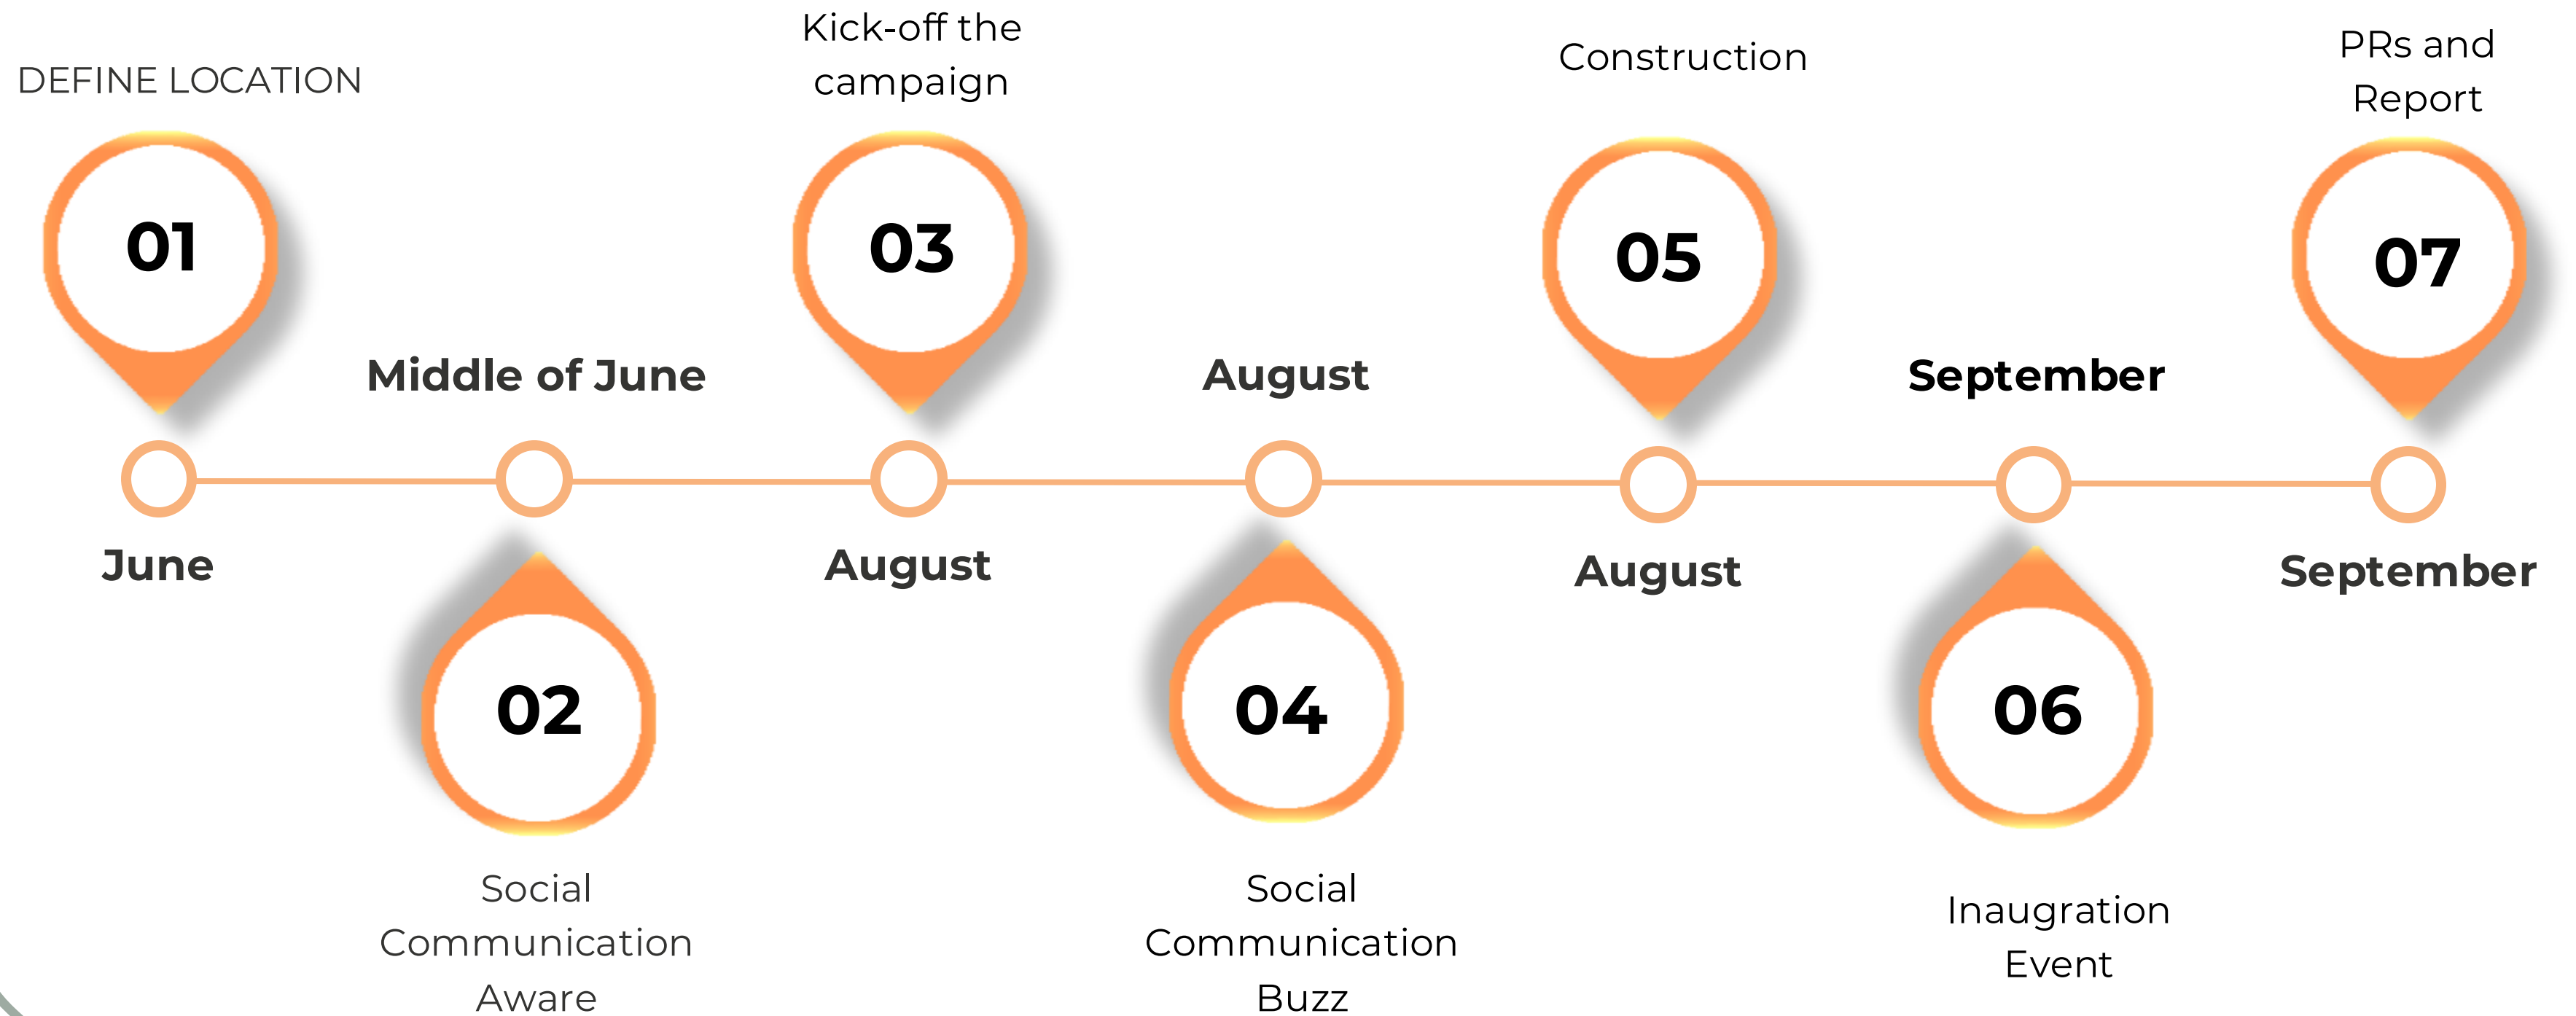 DEFINE LOCATION
01
June
Middle of June
02
Social
Communication
Aware
Kick-off the
campaign
03
August
August
04
Social
Communication
Buzz
Construction
05
August
September
06
Inaugration
Event
PRs and
Report
07
September